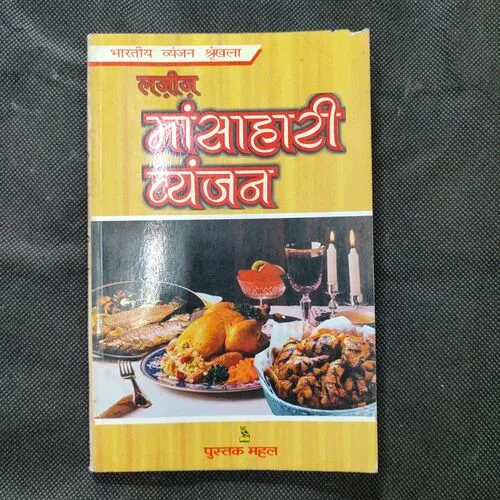 भारतीय व्यंजन श्रृंखला
लज़ीज़
मांसाहारी
व्यंजन
पुस्तक महल